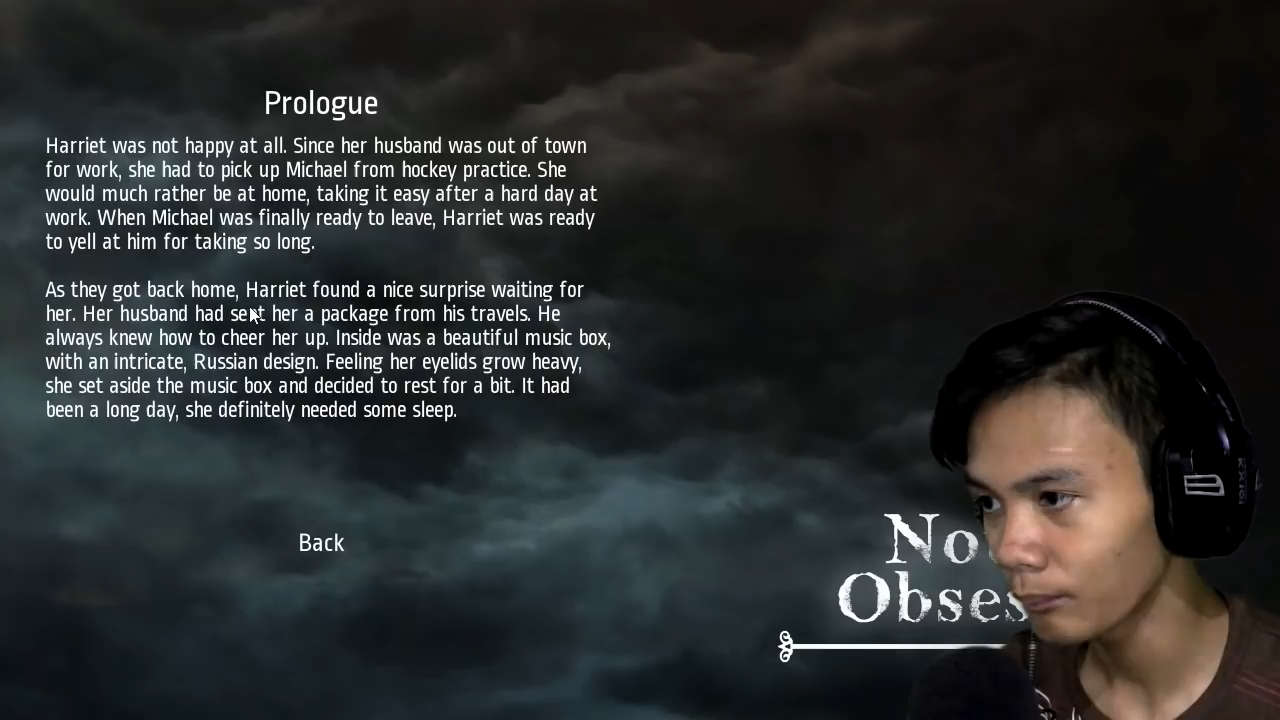 Prologue
Harriet was not happy at all. Since her husband was out of town
for work, she had to pick up Michael from hockey practice. She
would much rather be at home, taking it easy after a hard day at
work. When Michael was finally ready to leave, Harriet was ready
to yell at him for taking so long.
As they got back home, Harriet found a nice surprise waiting for
her. Her husband had sent her a package from his travels. He
always knew how to cheer her up. Inside was a beautiful music box,
with an intricate, Russian design. Feeling her eyelids grow heavy,
she set aside the music box and decided to rest for a bit. It had
been a long day, she definitely needed some sleep.
Back